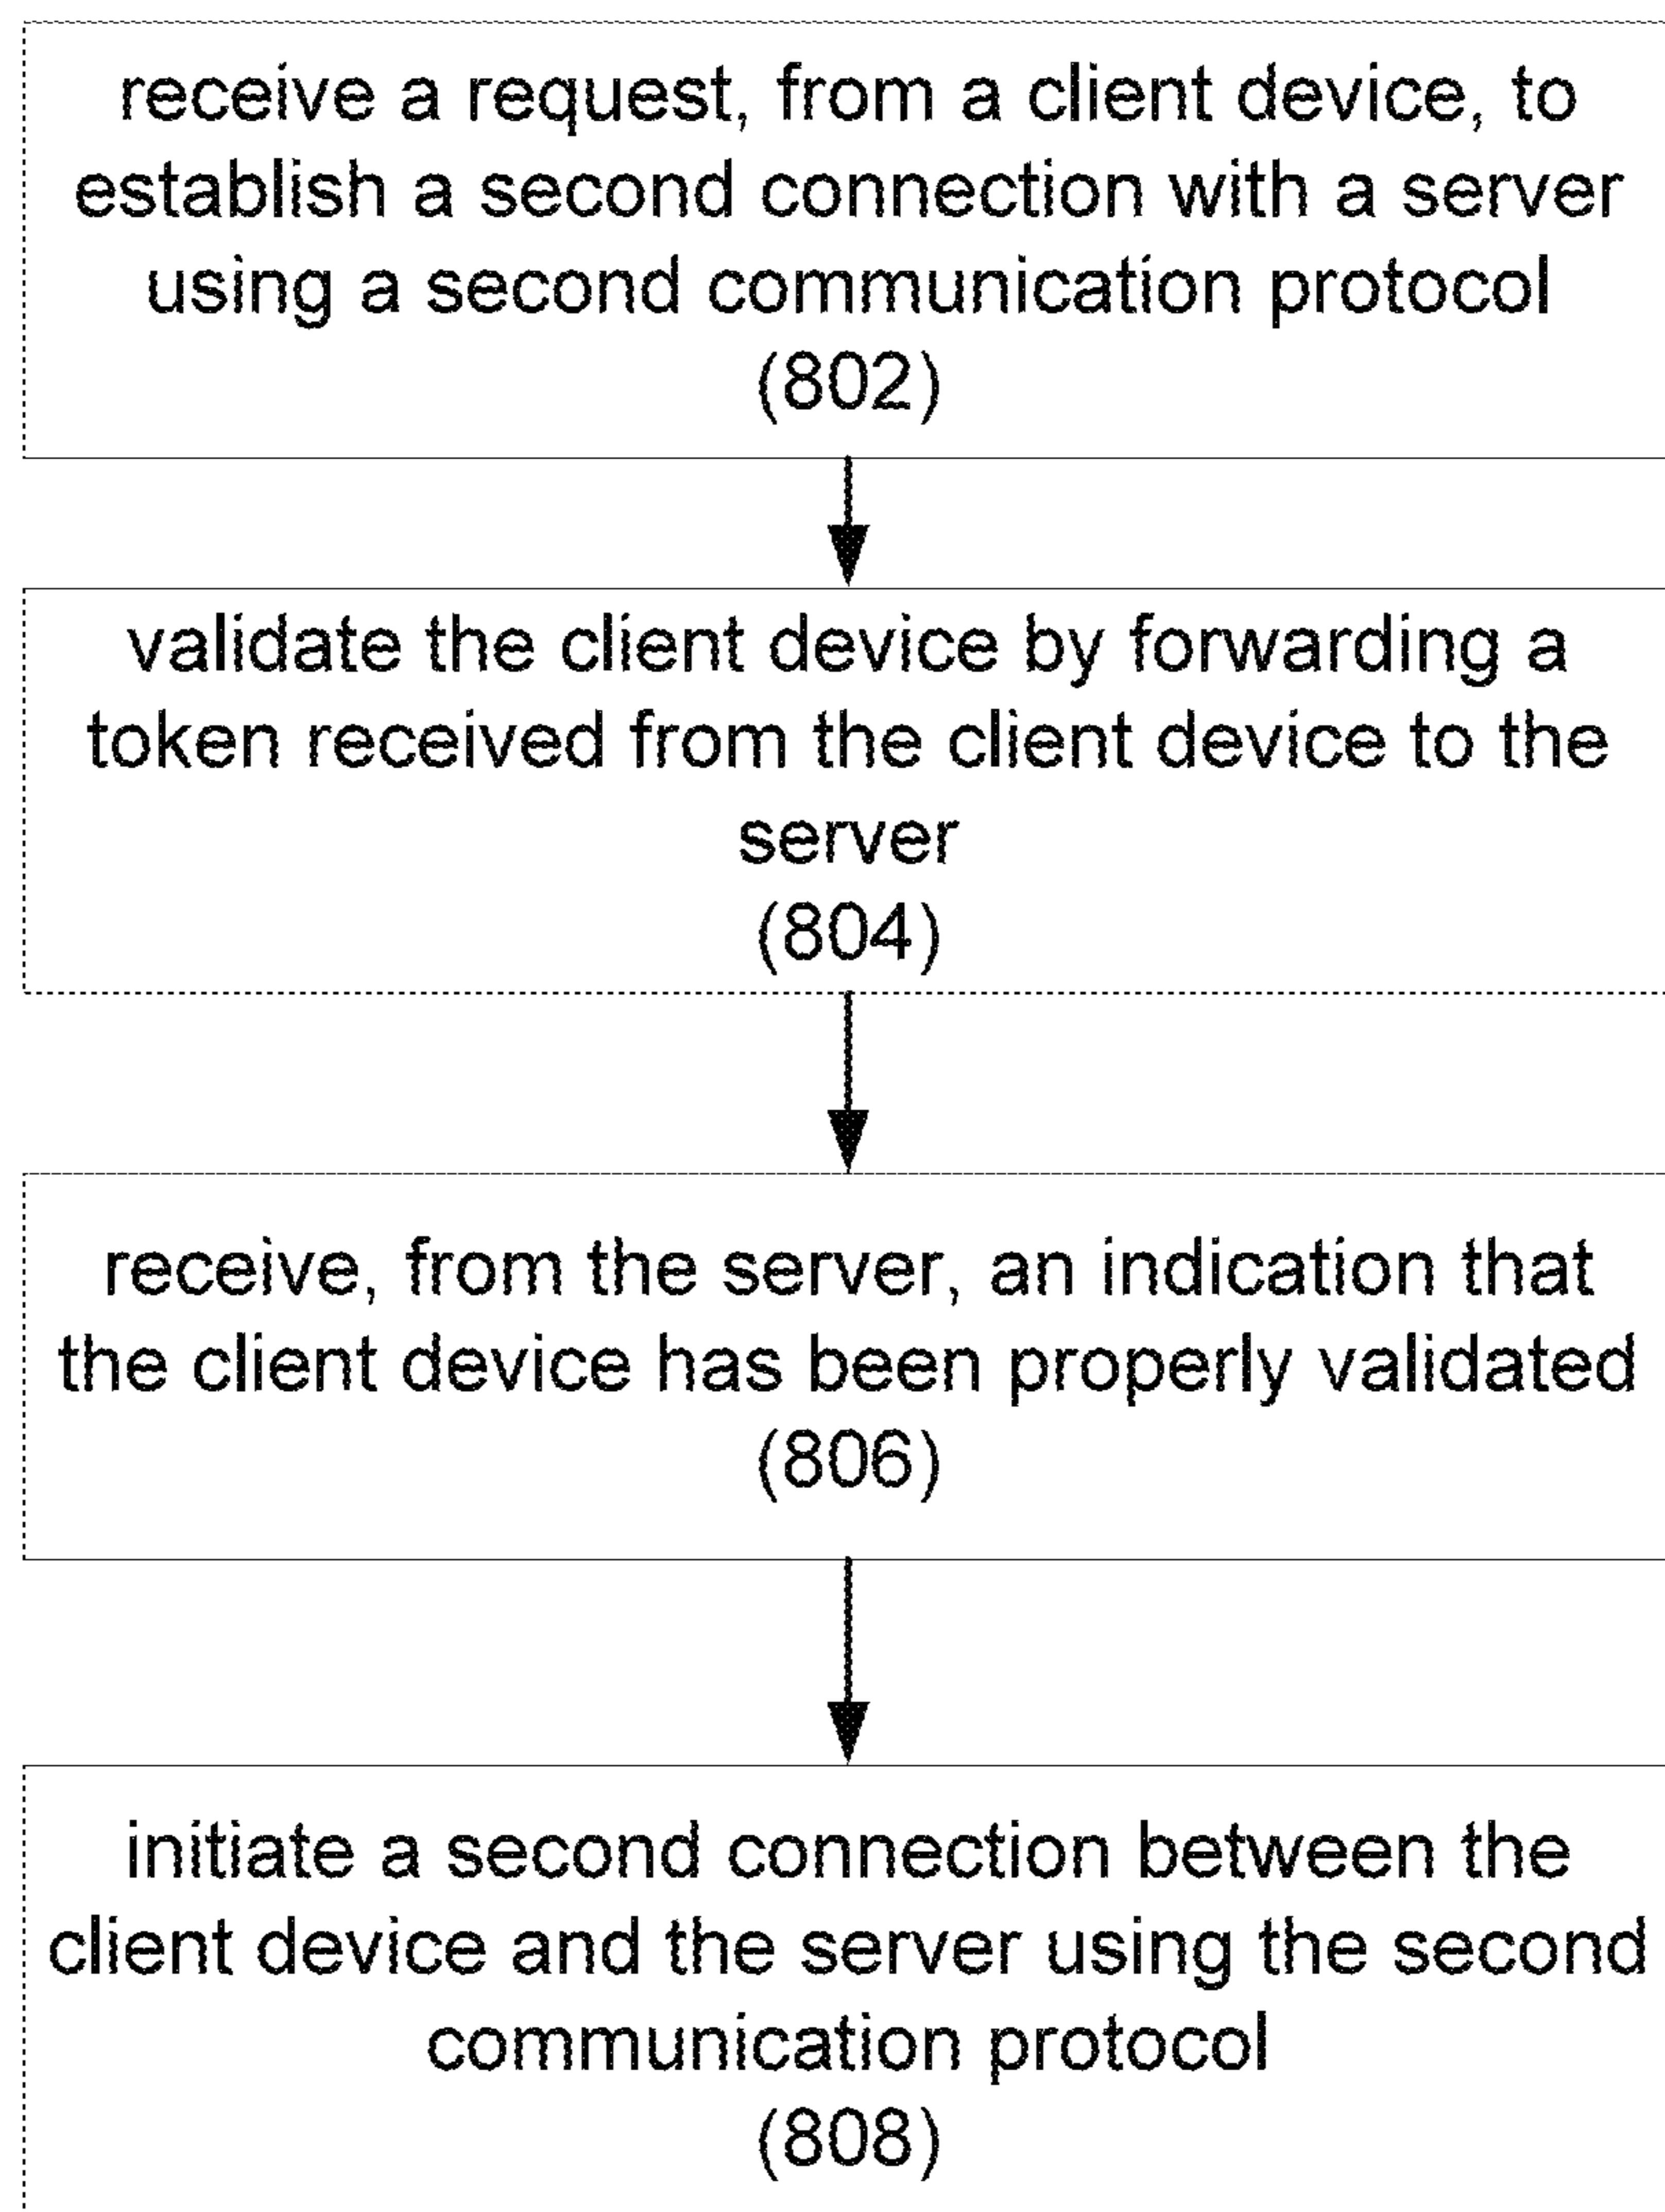 receive a request, from a client device, to
establish a second connection with a server
using a second communication protocol
(802)
validate the client device by forwarding a
token received from the client device to the
server
(804)
receive, from the server, an indication that
the client device has been properly validated
(806)
initiate a second connection between the
client device and the server using the second
communication protocol
(808)